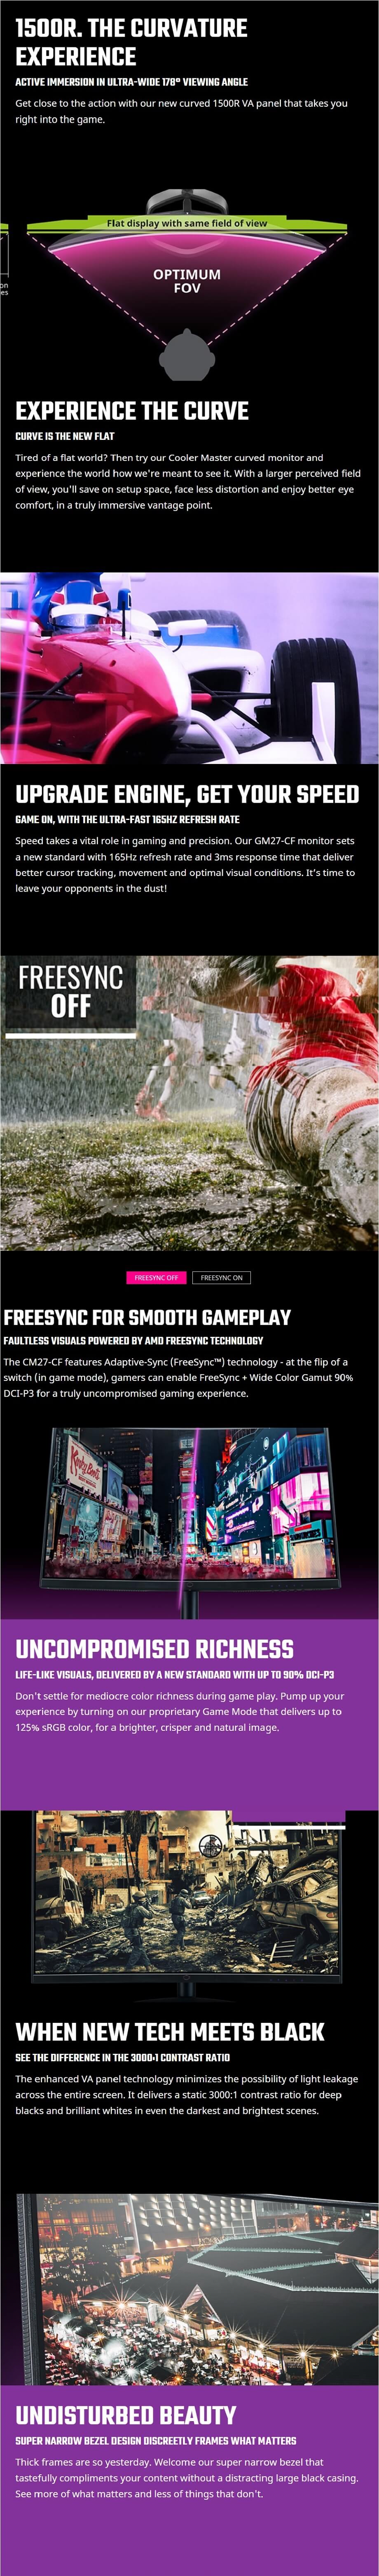 1500R. THE CURVATURE
EXPERIENCE
ACTIVE IMMERSION IN ULTRA-WIDE 178° VIEWING ANGLE
Get close to the action with our new curved 1500R VA panel that takes you
right into the game.
Flat display with same field of view
on
es
OPTIMUM
FOV
EXPERIENCE THE CURVE
CURVE IS THE NEW FLAT
Tired of a flat world? Then try our Cooler Master curved monitor and
experience the world how we're meant to see it. With a larger perceived field
of view, you'll save on setup space, face less distortion and enjoy better eye
comfort, in a truly immersive vantage point.
UPGRADE ENGINE, GET YOUR SPEED
GAME ON, WITH THE ULTRA-FAST 165HZ REFRESH RATE
Speed takes a vital role in gaming and precision. Our GM27-CF monitor sets
a new standard with 165Hz refresh rate and 3ms response time that deliver
better cursor tracking, movement and optimal visual conditions. It's time to
leave your opponents in the dust!
FREESYNC
OFF
FREESYNC OFF FREESYNC ON
FREESYNC FOR SMOOTH GAMEPLAY
FAULTLESS VISUALS POWERED BY AMD FREESYNC TECHNOLOGY
The CM27-CF features Adaptive-Sync (FreeSync™) technology - at the flip of a
switch (in game mode), gamers can enable FreeSync + Wide Color Gamut 90%
DCI-P3 for a truly uncompromised gaming experience.
UNCOMPROMISED RICHNESS
LIFE-LIKE VISUALS, DELIVERED BY A NEW STANDARD WITH UP TO 90% DCI-P3
Don't settle for mediocre color richness during game play. Pump up your
experience by turning on our proprietary Game Mode that delivers up to
125% sRGB color, for a brighter, crisper and natural image.
WHEN NEW TECH MEETS BLACK
SEE THE DIFFERENCE IN THE 3000:1 CONTRAST RATIO
The enhanced VA panel technology minimizes the possibility of light leakage
across the entire screen. It delivers a static 3000:1 contrast ratio for deep
blacks and brilliant whites in even the darkest and brightest scenes.
UNDISTURBED BEAUTY
SUPER NARROW BEZEL DESIGN DISCREETLY FRAMES WHAT MATTERS
Thick frames are so yesterday. Welcome our super narrow bezel that
tastefully compliments your content without a distracting large black casing.
See more of what matters and less of things that don't.